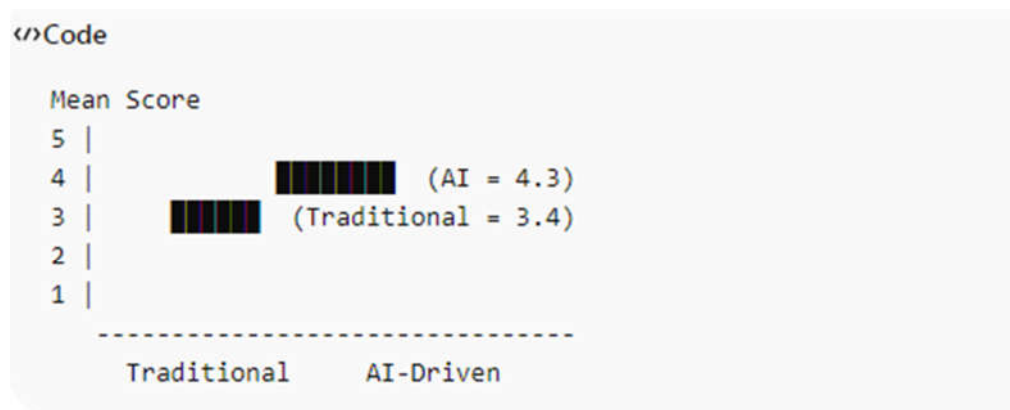 </>Code
Mean Score
5 |
4 | ████████ (AI = 4.3)
3 | ██████ (Traditional = 3.4)
2 |
1 |
--------------------------------
Traditional AI-Driven